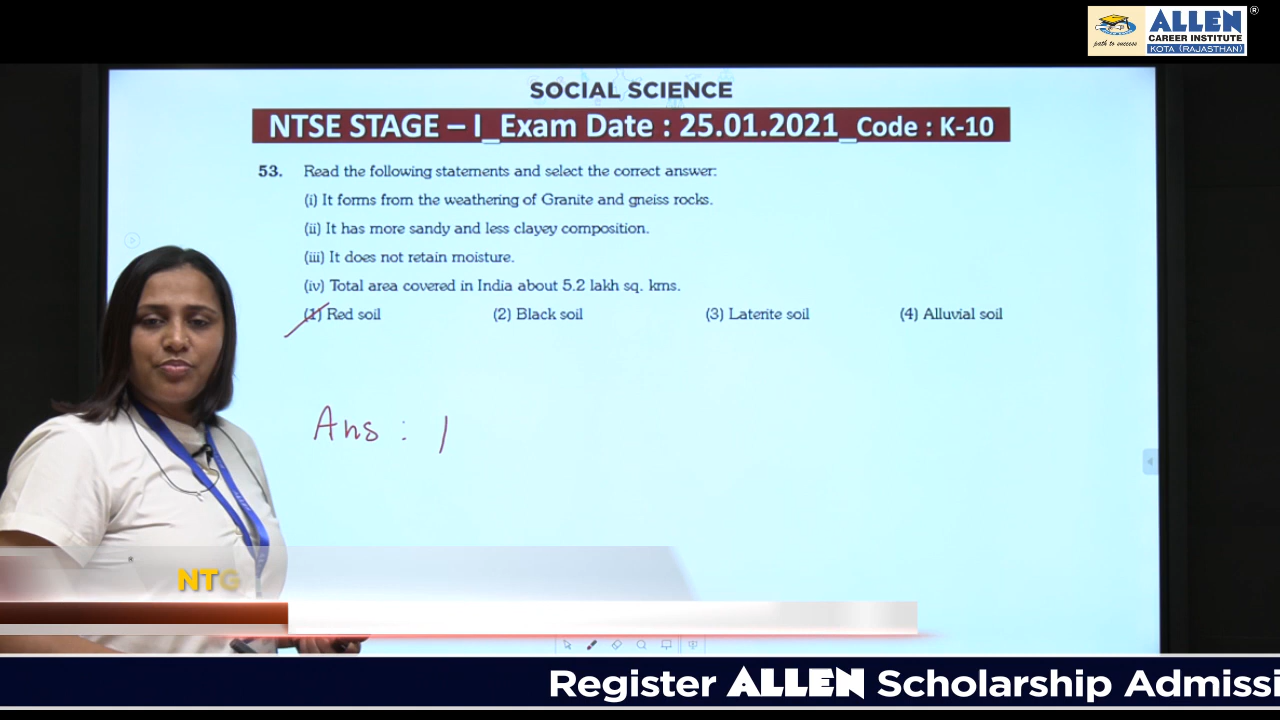 ALLEN ®
CAREER INSTITUTE
path to success
KOTA (RAJASTHAN)
SOCIAL SCIENCE
NTSE STAGE – I_Exam Date : 25.01.2021_Code : K-10
53. Read the following statements and select the correct answer:
(i) It forms from the weathering of Granite and gneiss rocks.
(ii) It has more sandy and less clayey composition.
(iii) It does not retain moisture.
(iv) Total area covered in India about 5.2 lakh sq. kms.
(1) Red soil (2) Black soil (3) Laterite soil (4) Alluvial soil
Ans : 1
NTG
Register ALLEN Scholarship Admissi